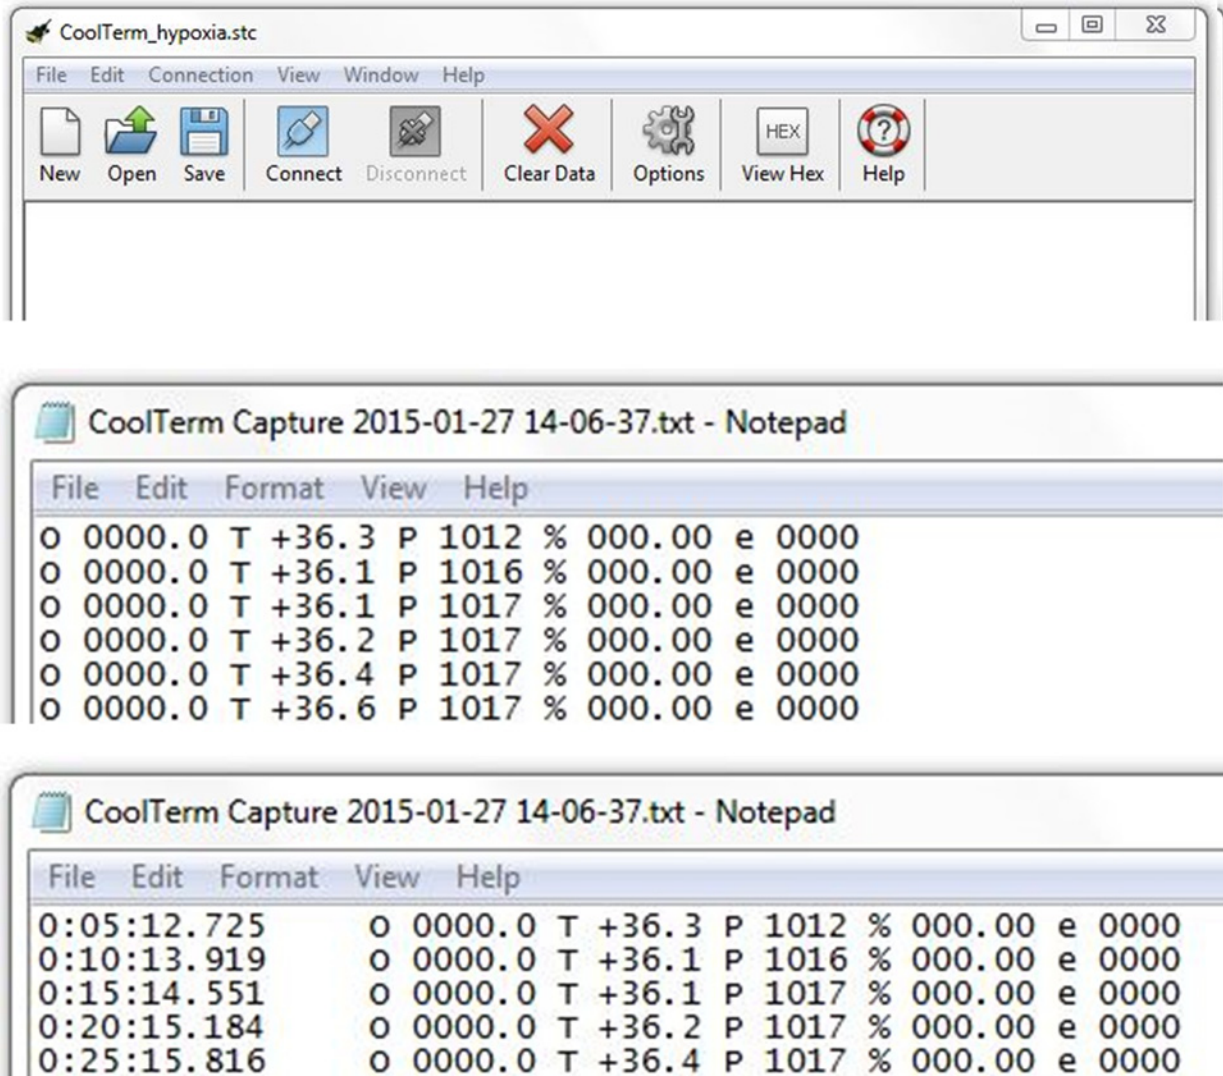 CoolTerm_hypoxia.stc
File Edit Connection View Window Help
HEX
New Open Save Connect Disconnect Clear Data Options View Hex Help
CoolTerm Capture 2015-01-27 14-06-37.txt - Notepad
File Edit Format View Help
O 0000.0 T +36.3 P 1012 % 000.00 e 0000
O 0000.0 T +36.1 P 1016 % 000.00 e 0000
O 0000.0 T +36.1 P 1017 % 000.00 e 0000
O 0000.0 T +36.2 P 1017 % 000.00 e 0000
O 0000.0 T +36.4 P 1017 % 000.00 e 0000
O 0000.0 T +36.6 P 1017 % 000.00 e 0000
CoolTerm Capture 2015-01-27 14-06-37.txt - Notepad
File Edit Format View Help
0:05:12.725 O 0000.0 T +36.3 P 1012 % 000.00 e 0000
0:10:13.919 O 0000.0 T +36.1 P 1016 % 000.00 e 0000
0:15:14.551 O 0000.0 T +36.1 P 1017 % 000.00 e 0000
0:20:15.184 O 0000.0 T +36.2 P 1017 % 000.00 e 0000
0:25:15.816 O 0000.0 T +36.4 P 1017 % 000.00 e 0000